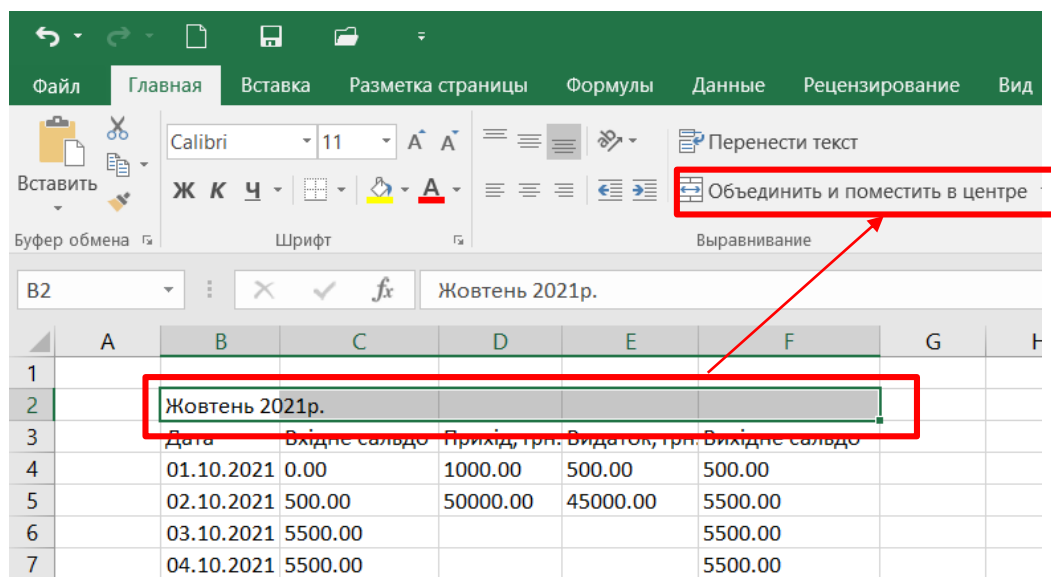 Файл Главная Вставка Разметка страницы Формулы Данные Рецензирование Вид
Calibri 11 A A Перенести текст
Вставить Ж К Ч A Объединить и поместить в центре
Буфер обмена Шрифт Выравнивание
B2 fx Жовтень 2021р.
A B C D E F G H
1
2 Жовтень 2021р.
3 Дата Вхідне сальдо Прихід, грн. Видаток, грн. Вихідне сальдо
4 01.10.2021 0.00 1000.00 500.00 500.00
5 02.10.2021 500.00 50000.00 45000.00 5500.00
6 03.10.2021 5500.00 5500.00
7 04.10.2021 5500.00 5500.00